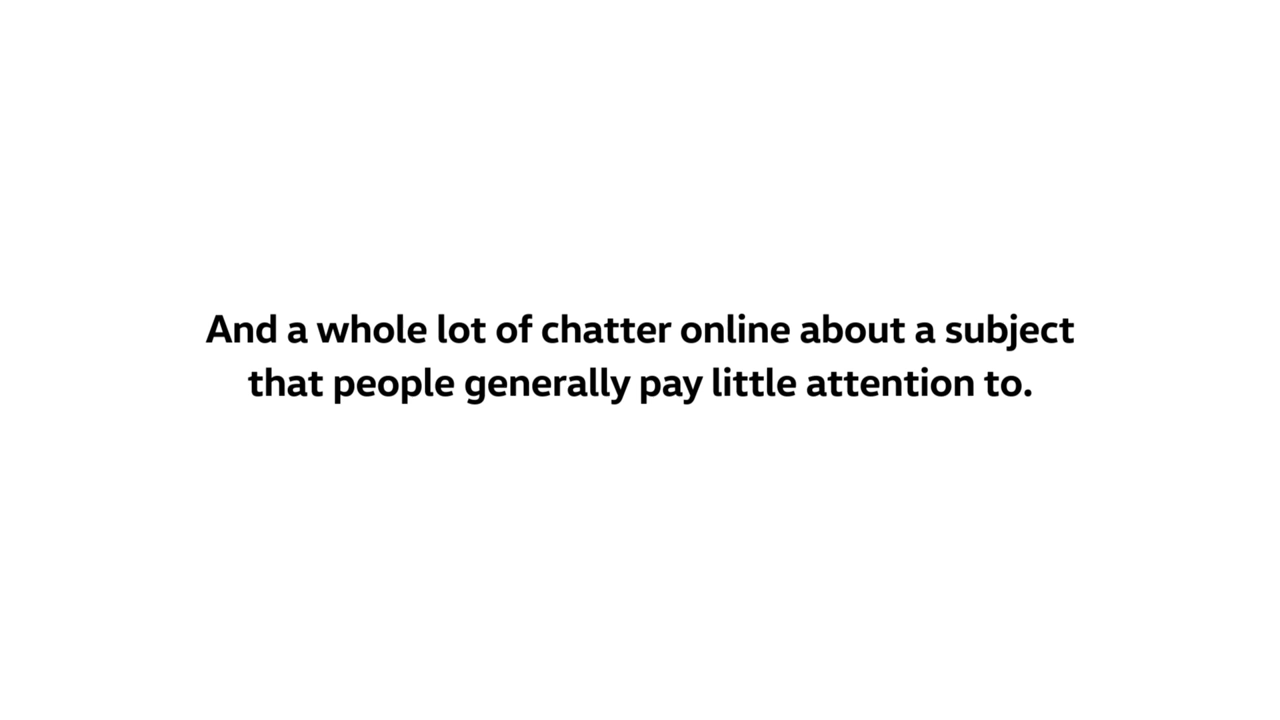 And a whole lot of chatter online about a subject
that people generally pay little attention to.